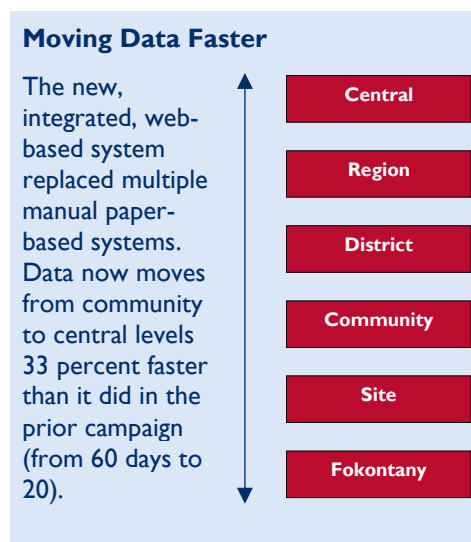 Moving Data Faster
The new,
integrated, web-
based system
replaced multiple
manual paper-
based systems.
Data now moves
from community
to central levels
33 percent faster
than it did in the
prior campaign
(from 60 days to
20).
Central
Region
District
Community
Site
Fokontany